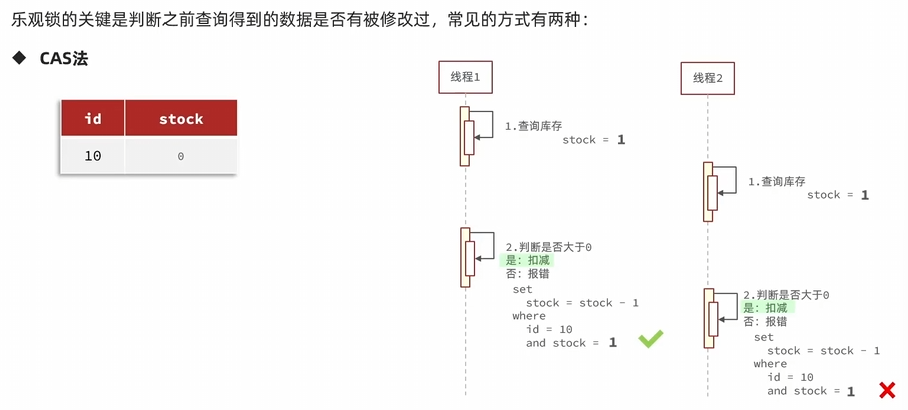 乐观锁的关键是判断之前查询得到的数据是否有被修改过，常见的方式有两种：
◆ CAS法
id stock
10 0
线程1
1.查询库存
stock = 1
2.判断是否大于0
是：扣减
否：报错
set
stock = stock - 1
where
id = 10
and stock = 1
线程2
1.查询库存
stock = 1
2.判断是否大于0
是：扣减
否：报错
set
stock = stock - 1
where
id = 10
and stock = 1